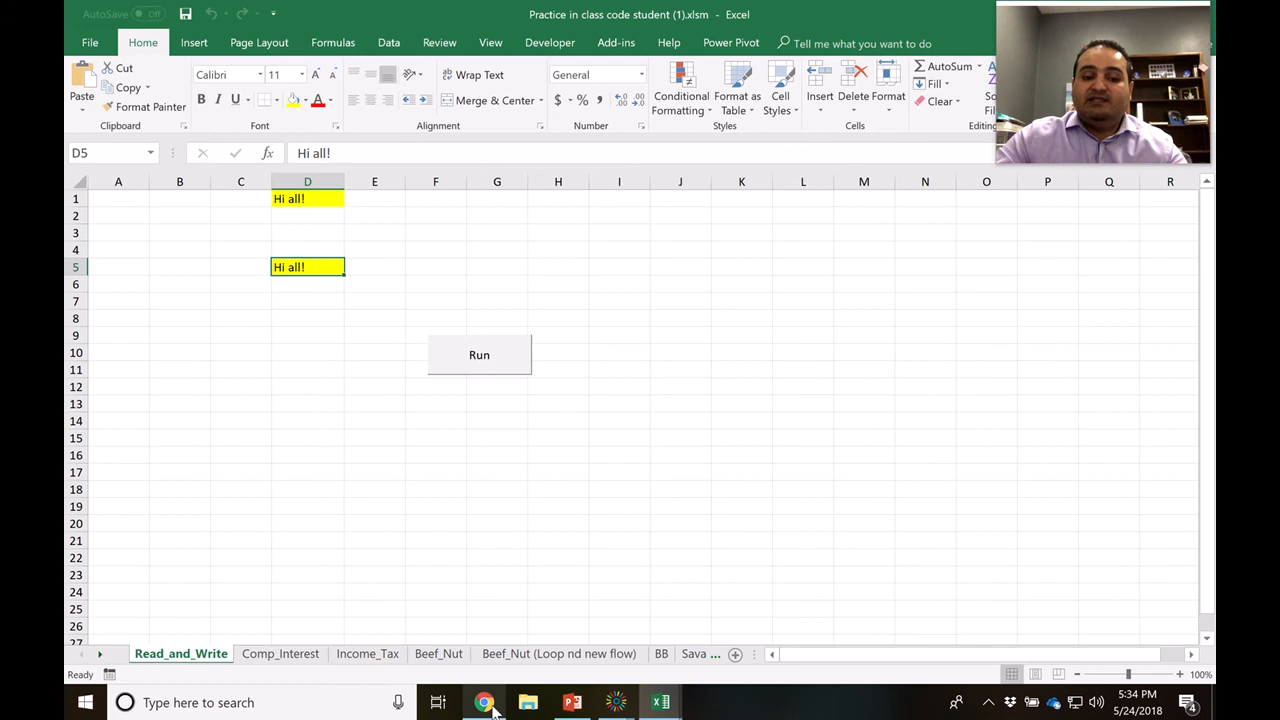 AutoSave Off
Practice in class code student (1).xlsm - Excel
File Home Insert Page Layout Formulas Data Review View Developer Add-ins Help Power Pivot Tell me what you want to do
Paste
Cut
Copy
Format Painter
Clipboard
Calibri 11
B I U
Font
Wrap Text
Merge & Center
Alignment
General
$ % ,
Number
Conditional Formatting
Format as Table
Cell Styles
Styles
Insert Delete Format
Cells
AutoSum
Fill
Clear
Editing
D5
fx
Hi all!
A B C D E F G H I J K L M N O P Q R
1 Hi all!
2
3
4
5 Hi all!
6
7
8
9
10
11
Run
12
13
14
15
16
17
18
19
20
21
22
23
24
25
26
27
Read_and_Write Comp_Interest Income_Tax Beef_Nut Beef_Nut (Loop nd new flow) BB Sava ...
Ready
100%
Type here to search
5:34 PM
5/24/2018
4